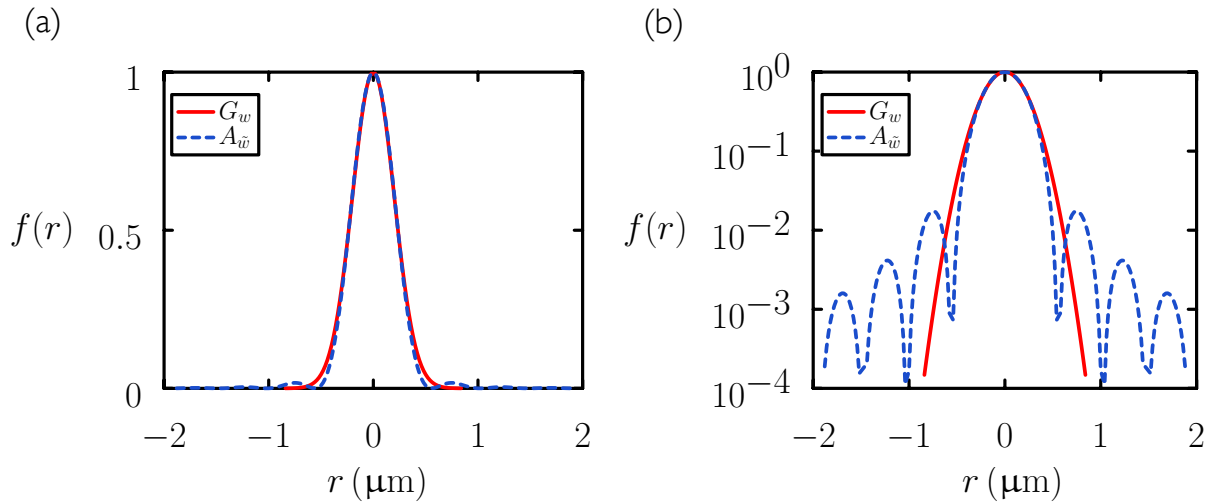 (a)
1
0.5
0
f(r)
G_w
A_w̃
−2 −1 0 1 2
r (μm)
(b)
10^0
10^−1
10^−2
10^−3
10^−4
f(r)
G_w
A_w̃
−2 −1 0 1 2
r (μm)